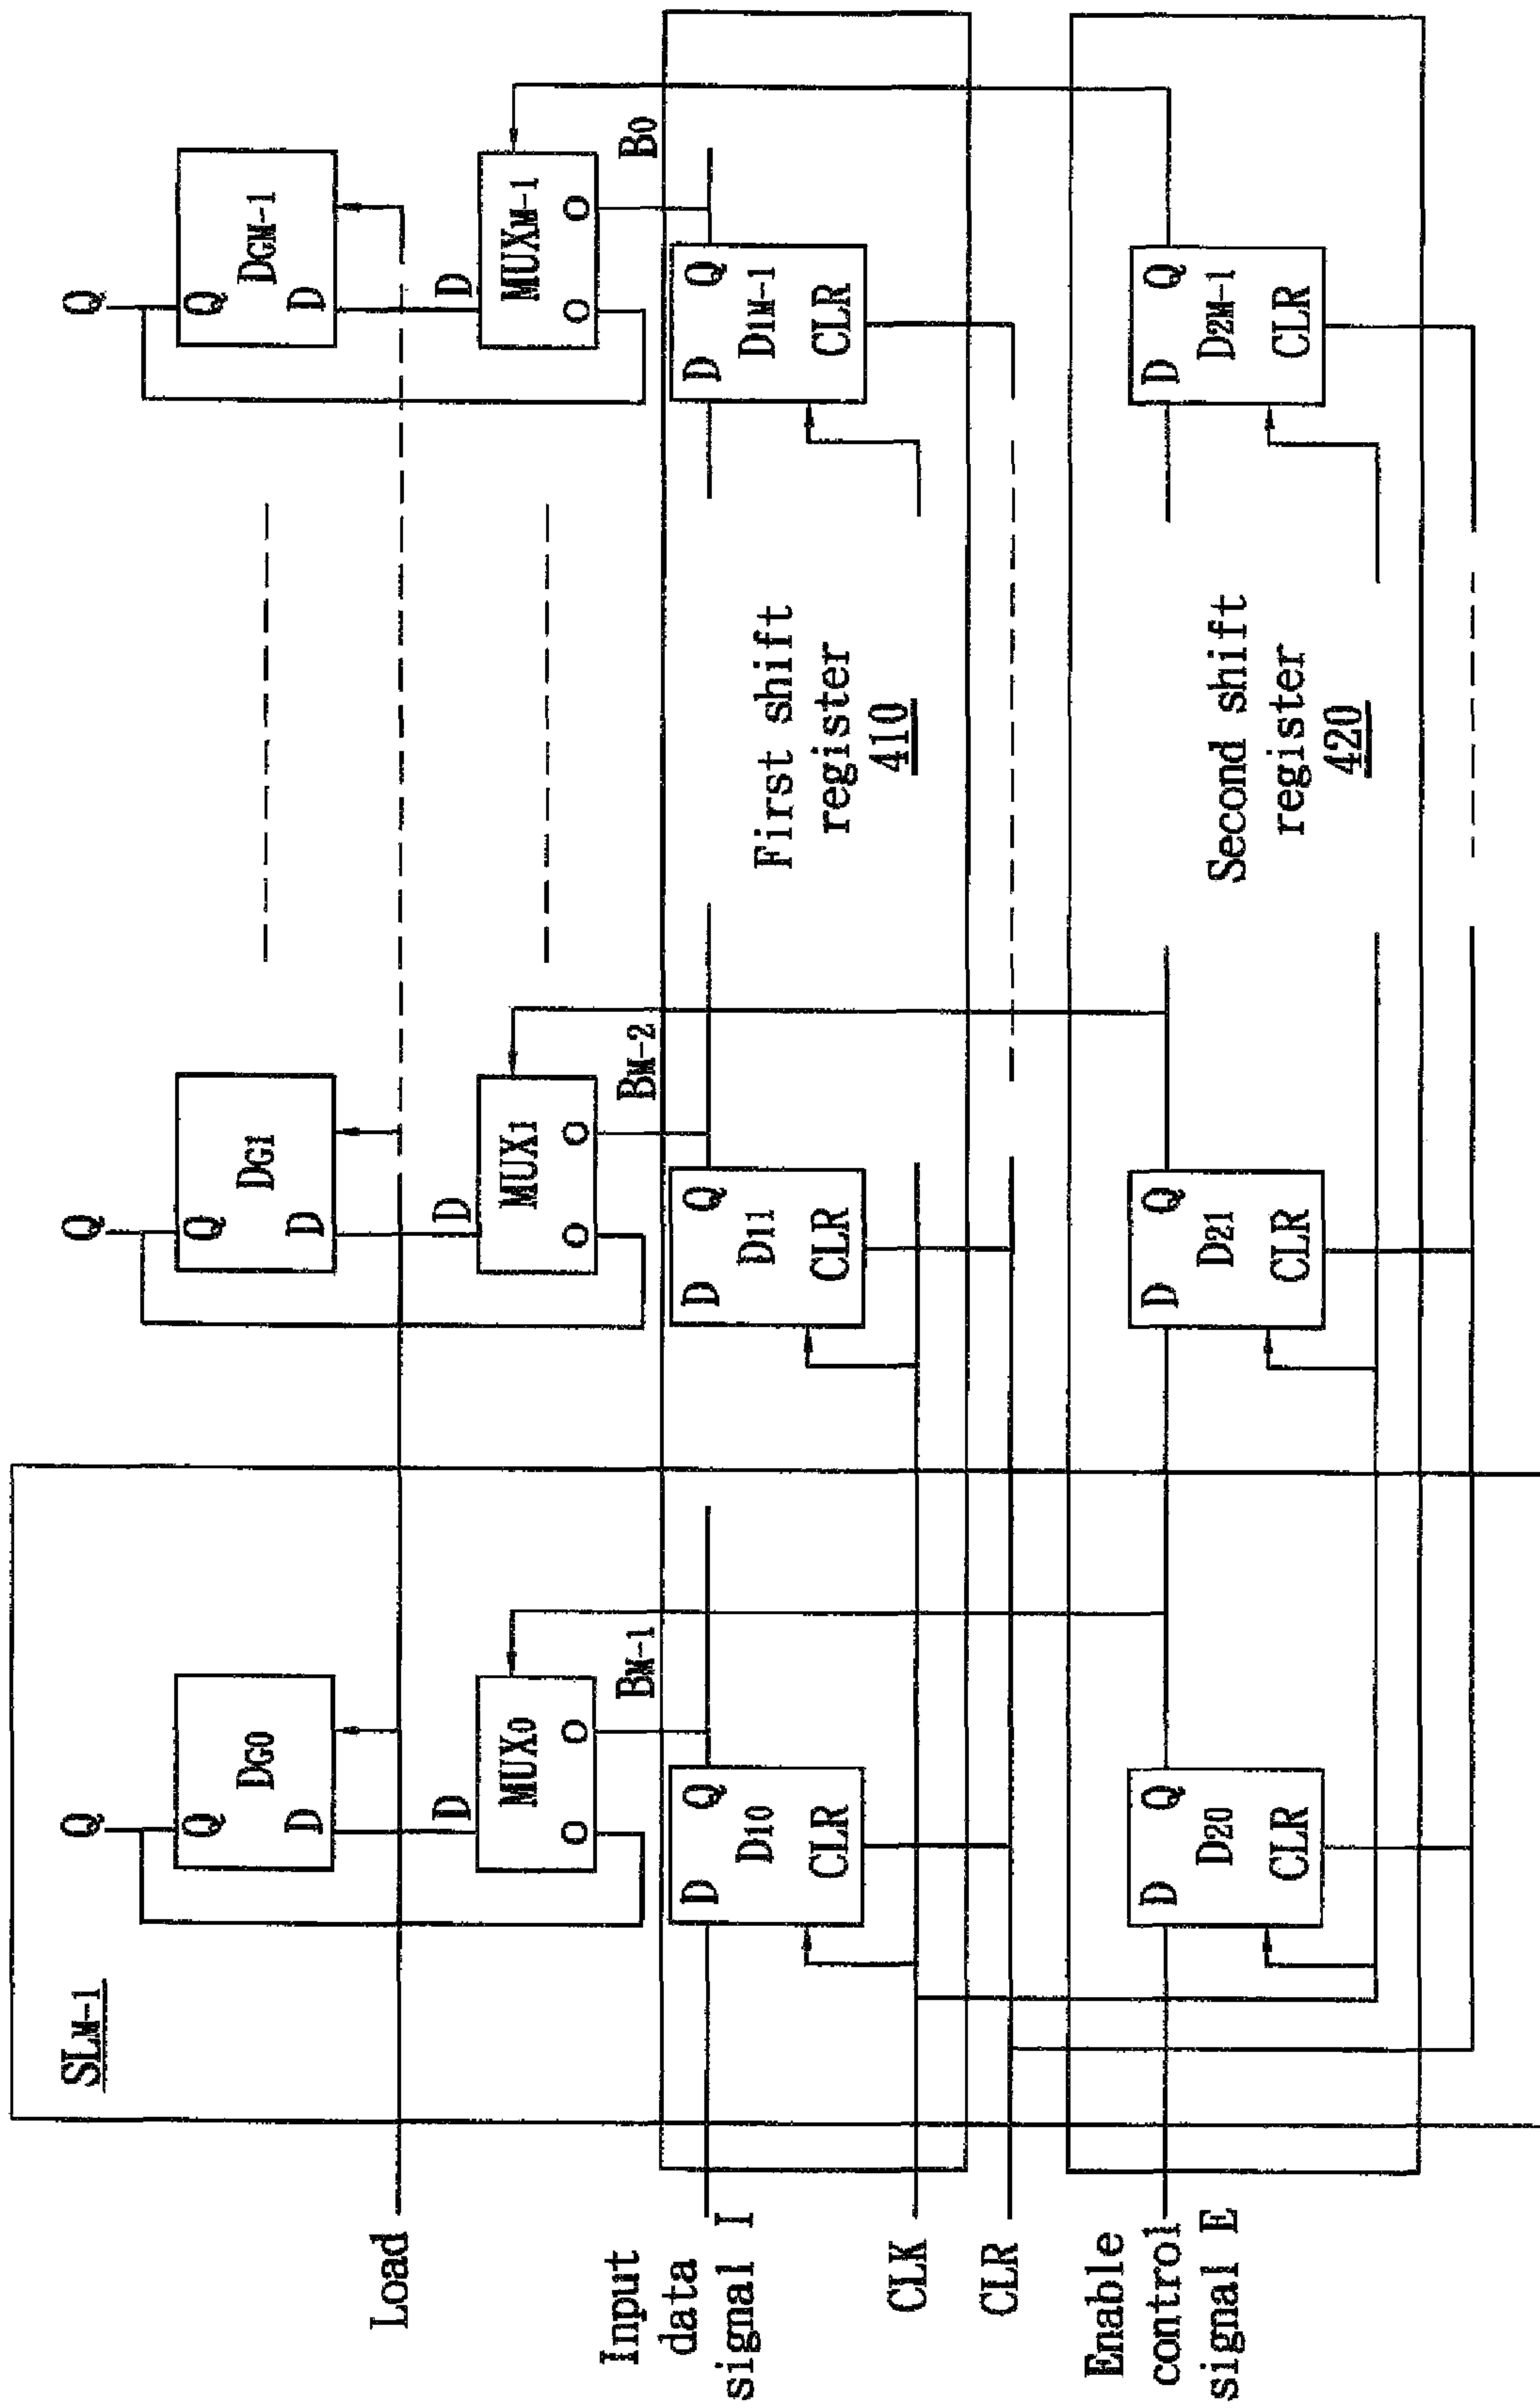 SLM-1
Q
Q
Q
Q
DG0
D
Q
DG1
D
Q
DGM-1
D
Load
D
MUX0
O O
D
MUX1
O O
D
MUXM-1
O O
BM-1
BM-2
B0
Input
data
signal I
D Q
D10
CLR
D Q
D11
CLR
D Q
D1M-1
CLR
First shift
register
410
CLK
CLR
Enable
control
signal E
D Q
D20
CLR
D Q
D21
CLR
D Q
D2M-1
CLR
Second shift
register
420